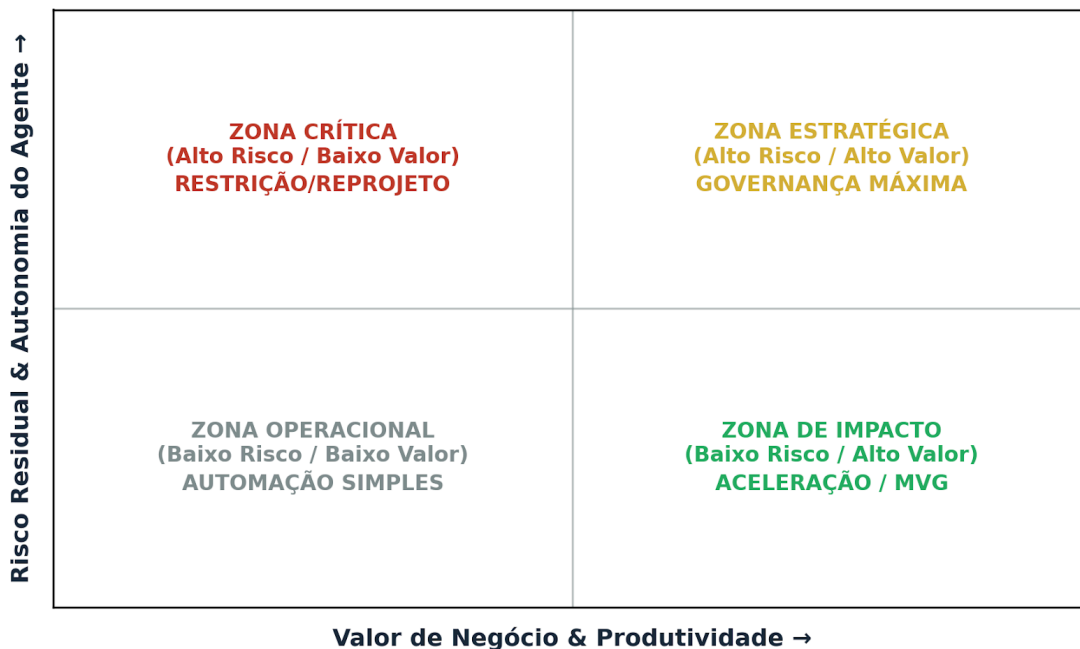 Risco Residual & Autonomia do Agente →
ZONA CRÍTICA
(Alto Risco / Baixo Valor)
RESTRIÇÃO/REPROJETO
ZONA ESTRATÉGICA
(Alto Risco / Alto Valor)
GOVERNANÇA MÁXIMA
ZONA OPERACIONAL
(Baixo Risco / Baixo Valor)
AUTOMAÇÃO SIMPLES
ZONA DE IMPACTO
(Baixo Risco / Alto Valor)
ACELERAÇÃO / MVG
Valor de Negócio & Produtividade →